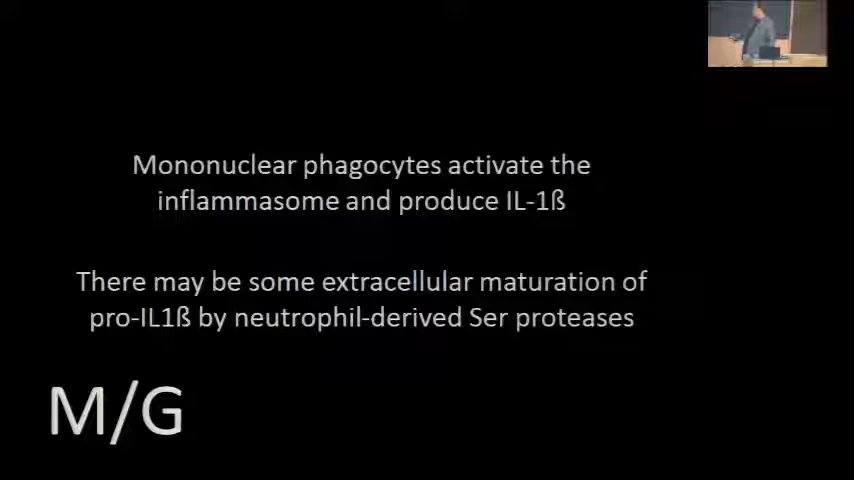 Mononuclear phagocytes activate the
inflammasome and produce IL-1ß
There may be some extracellular maturation of
pro-IL1ß by neutrophil-derived Ser proteases
M/G